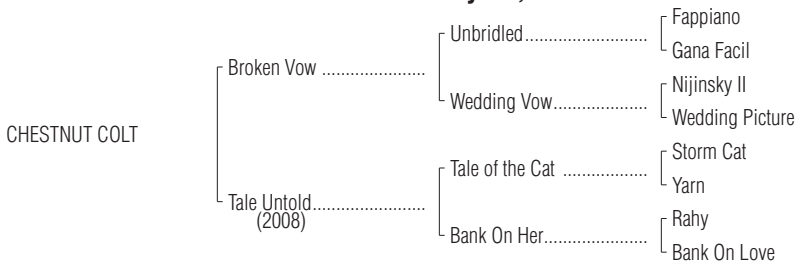 Fappiano
Unbridled......................
Gana Facil
Broken Vow ......................
Nijinsky II
Wedding Vow....................
Wedding Picture
CHESTNUT COLT
Storm Cat
Tale of the Cat ..................
Yarn
Tale Untold........................
(2008)
Rahy
Bank On Her......................
Bank On Love